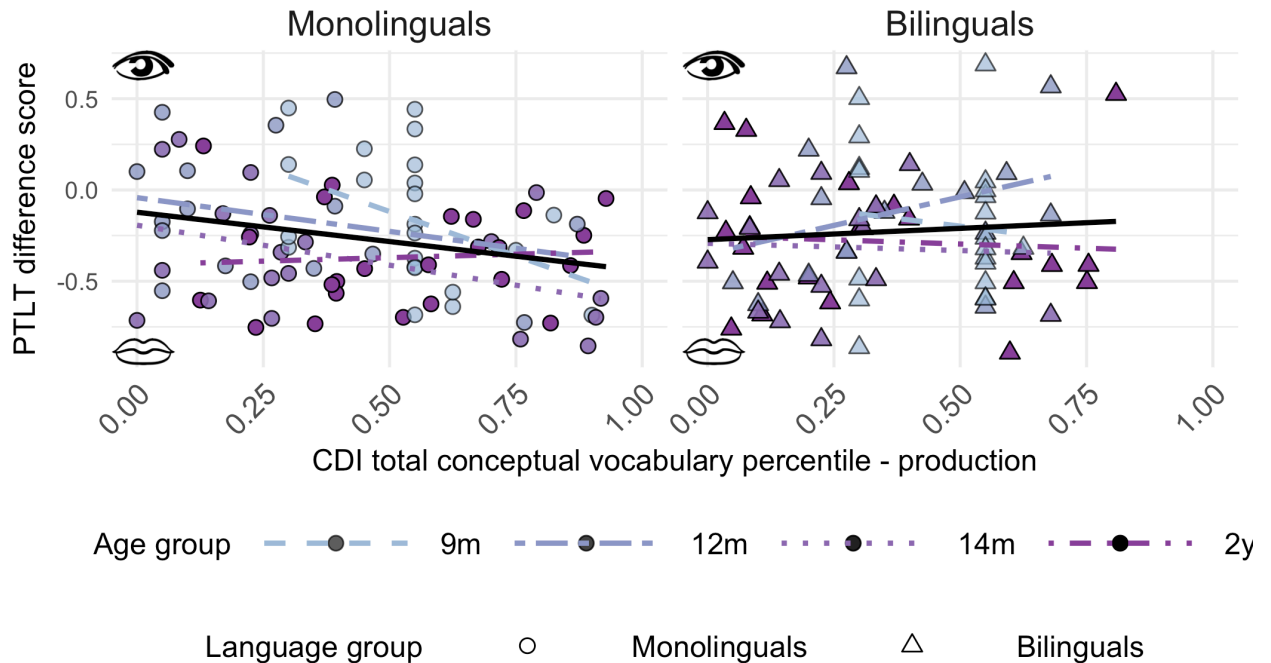 Monolinguals Bilinguals
PTLT difference score
0.5
0.0
-0.5
0.00 0.25 0.50 0.75 1.00 0.00 0.25 0.50 0.75 1.00
CDI total conceptual vocabulary percentile - production
Age group 9m 12m 14m 2y
Language group Monolinguals Bilinguals